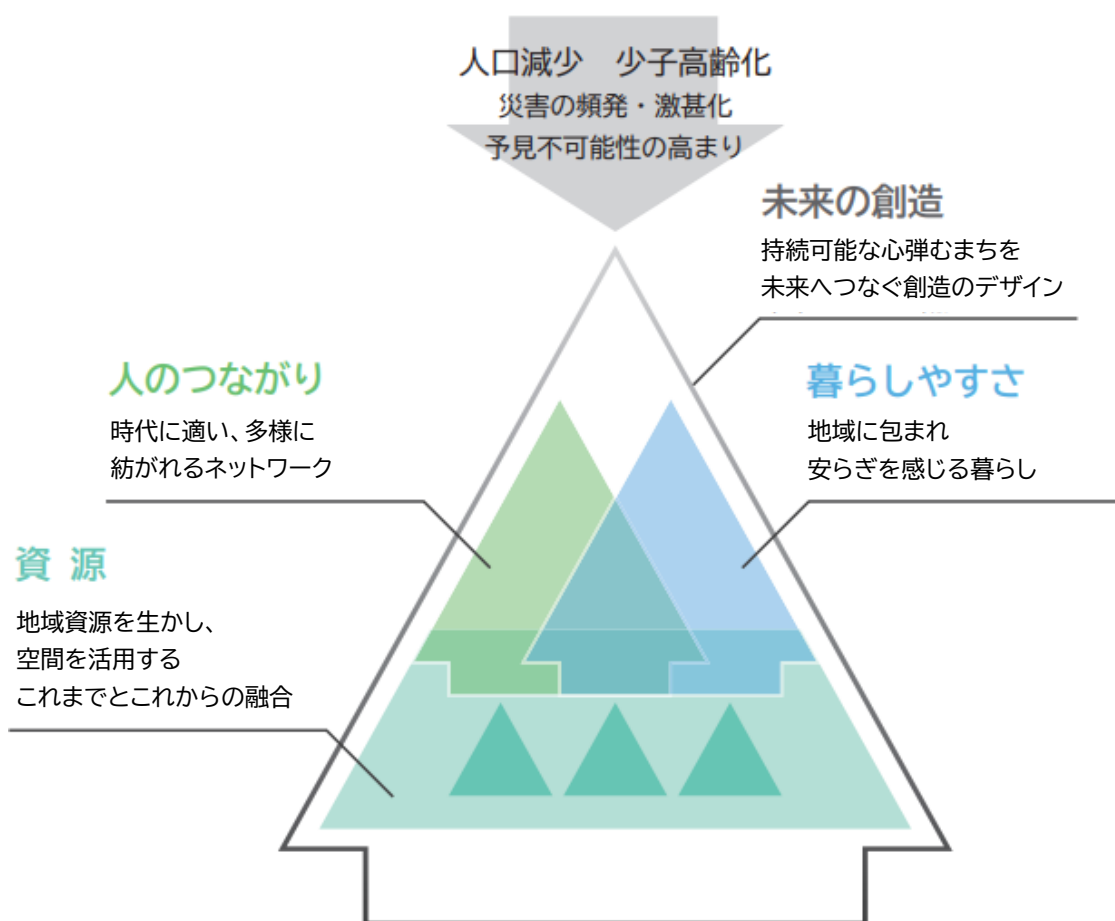 人口減少　少子高齢化
災害の頻発・激甚化
予見不可能性の高まり
未来の創造
持続可能な心弾むまちを
未来へつなぐ創造のデザイン
人のつながり
時代に適い、多様に
紡がれるネットワーク
暮らしやすさ
地域に包まれ
安らぎを感じる暮らし
資 源
地域資源を生かし、
空間を活用する
これまでとこれからの融合